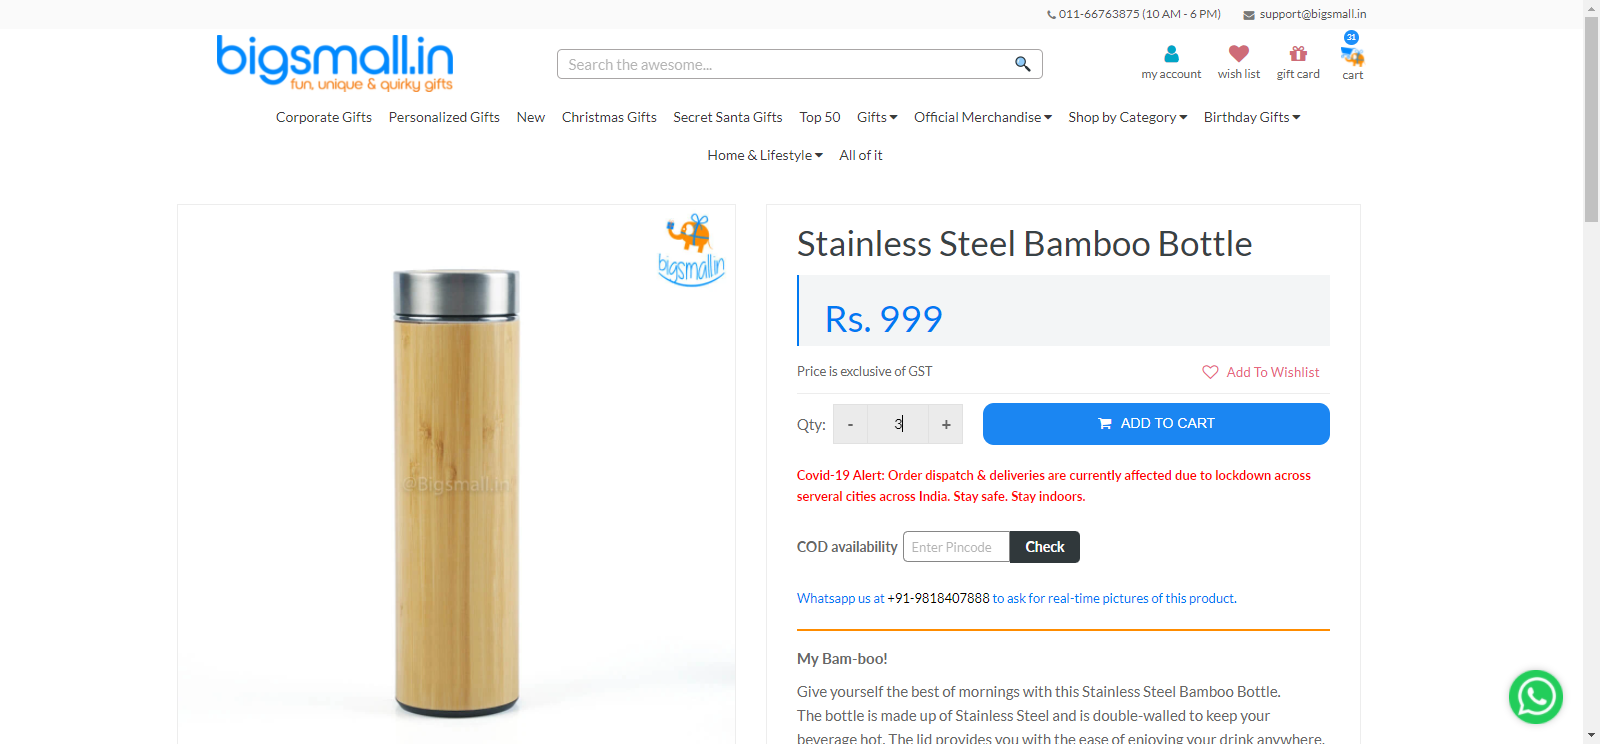 011-66763875 (10 AM - 6 PM) support@bigsmall.in
bigsmall.in
fun, unique & quirky gifts
Search the awesome...
31
my account wish list gift card cart
Corporate Gifts Personalized Gifts New Christmas Gifts Secret Santa Gifts Top 50 Gifts Official Merchandise Shop by Category Birthday Gifts
Home & Lifestyle All of it
bigsmall.in
@Bigsmall.in
Stainless Steel Bamboo Bottle
Rs. 999
Price is exclusive of GST Add To Wishlist
Qty: - 3 + ADD TO CART
Covid-19 Alert: Order dispatch & deliveries are currently affected due to lockdown across
serveral cities across India. Stay safe. Stay indoors.
COD availability Enter Pincode Check
Whatsapp us at +91-9818407888 to ask for real-time pictures of this product.
My Bam-boo!
Give yourself the best of mornings with this Stainless Steel Bamboo Bottle.
The bottle is made up of Stainless Steel and is double-walled to keep your
beverage hot. The lid provides you with the ease of enjoying your drink anywhere.